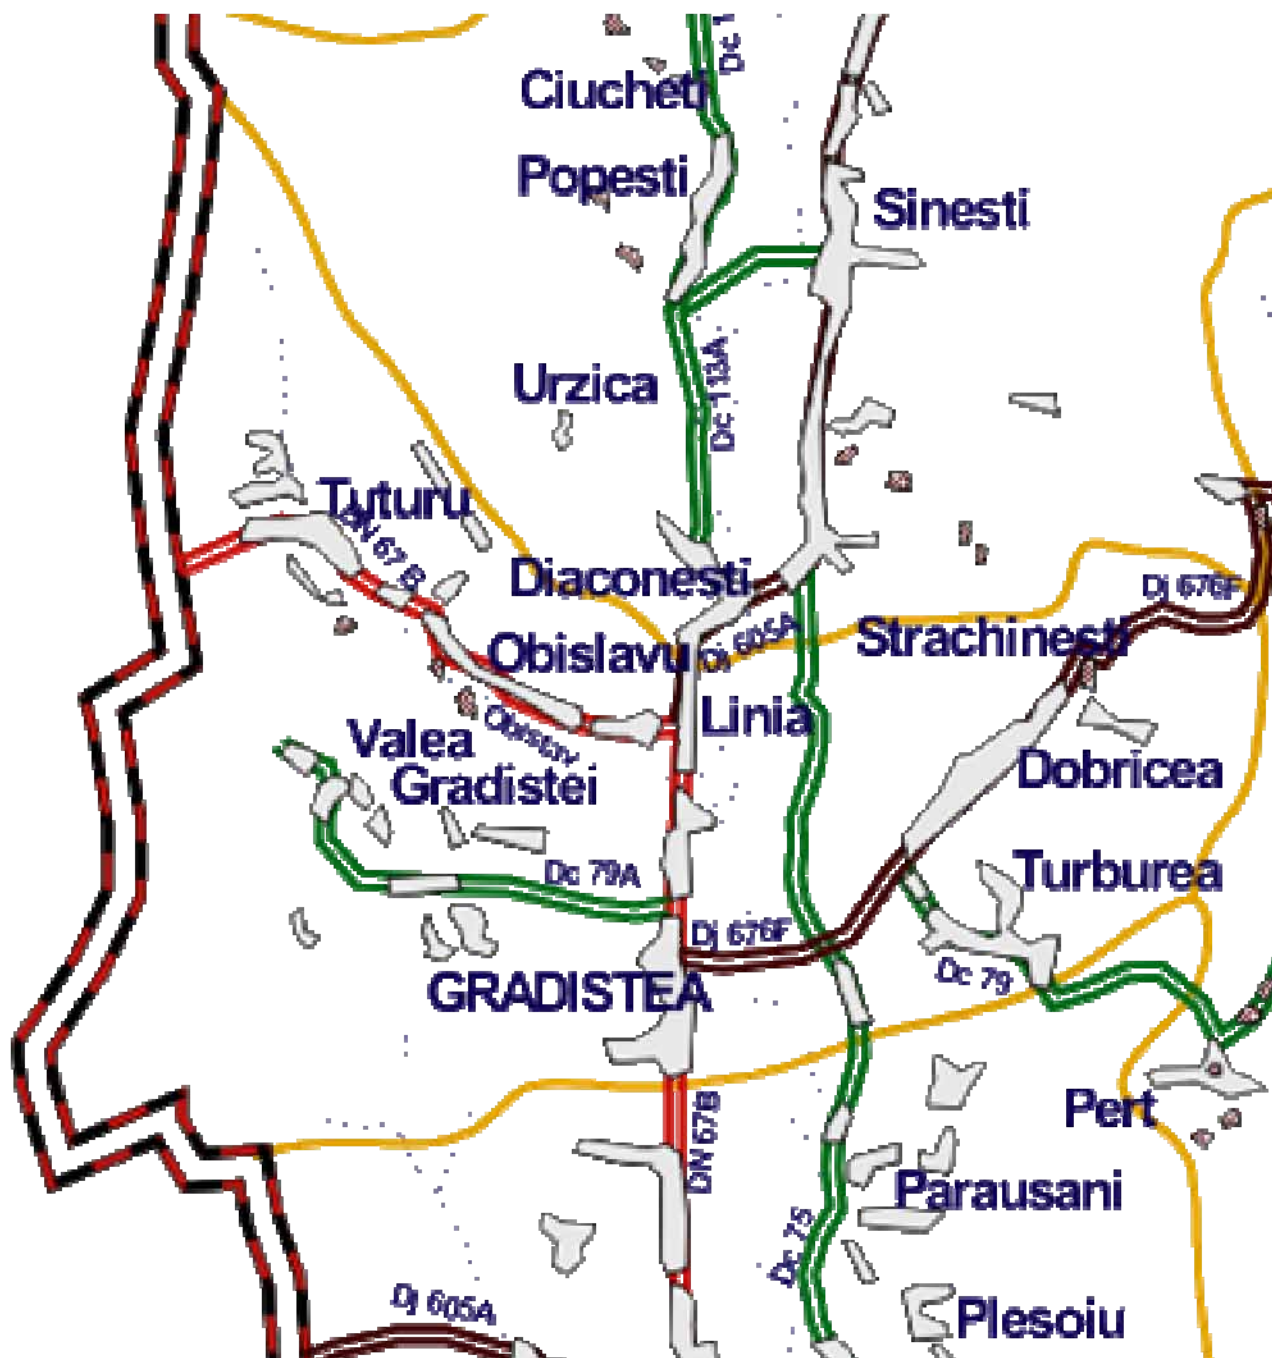 Dc 1
Ciucheti
Popesti
Sinesti
Urzica
Dc 113A
Tuturu
DN 67 B
Diaconesti
Dj 676F
Dj 605A
Obislavu
Strachinesti
Linia
Obislav
Valea
Gradistei
Dobricea
Dc 79A
Turburea
Dj 676F
Dc 79
GRADISTEA
DN 67B
Pert
Parausani
Dc 75
Dj 605A
Plesoiu